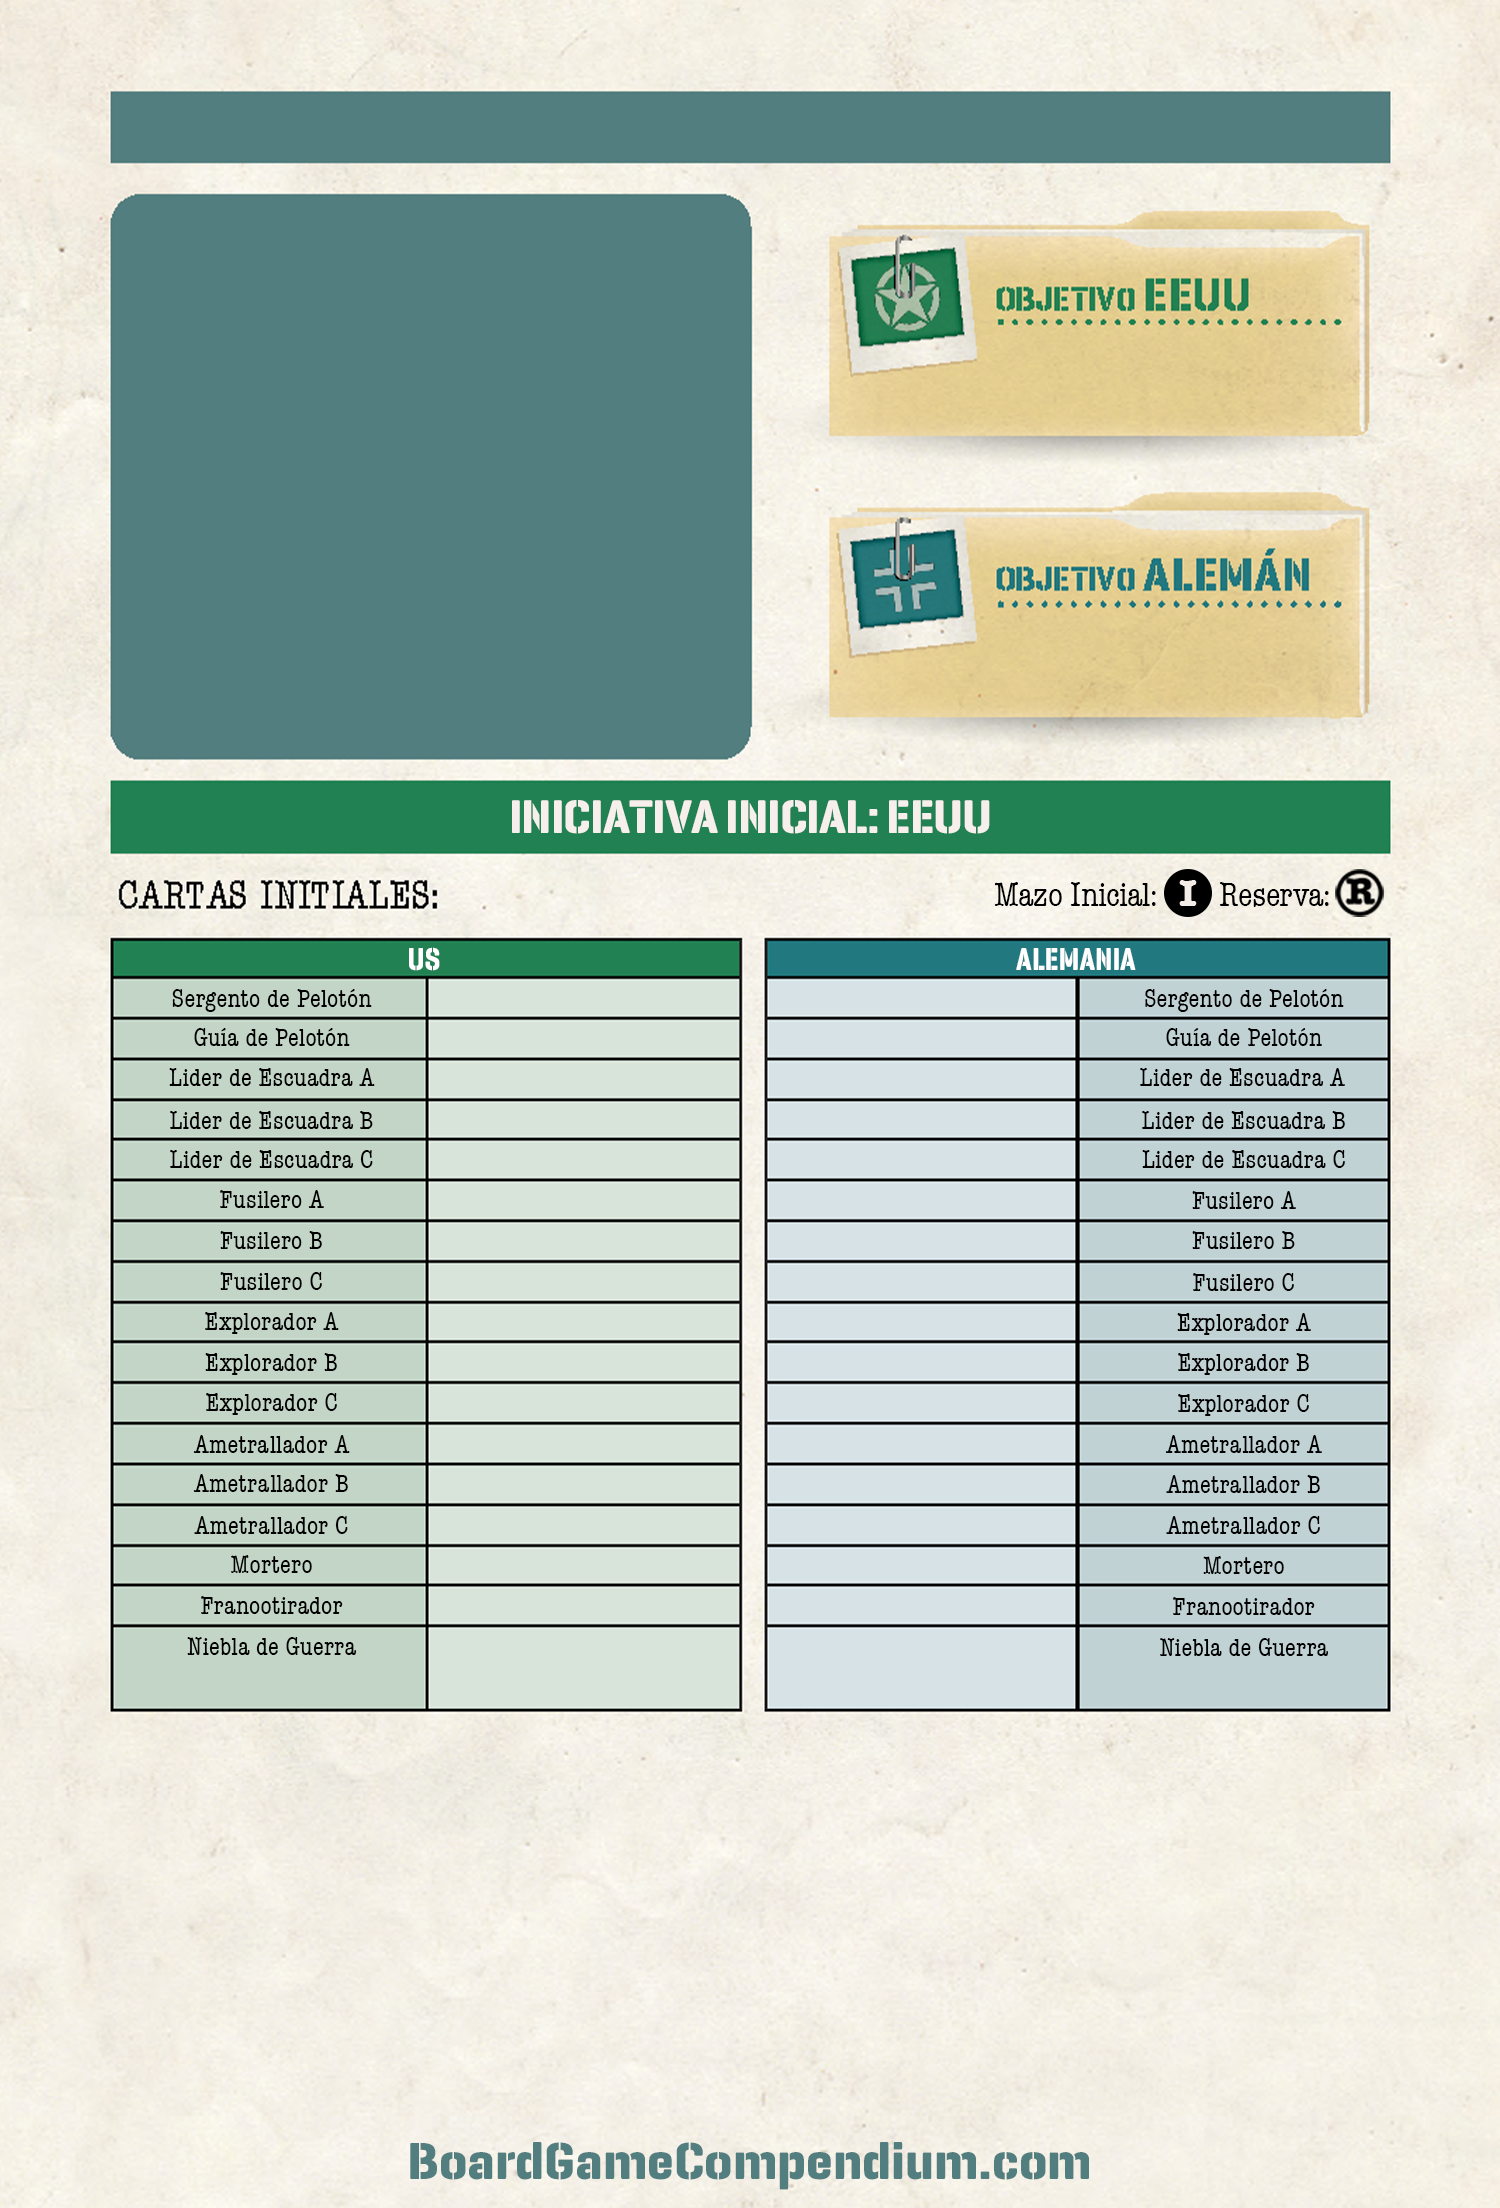 OBJETIVO EEUU
OBJETIVO ALEMÁN
INICIATIVA INICIAL: EEUU
CARTAS INITIALES:
Mazo Inicial: I Reserva: R
US
Sergento de Pelotón
Guía de Pelotón
Lider de Escuadra A
Lider de Escuadra B
Lider de Escuadra C
Fusilero A
Fusilero B
Fusilero C
Explorador A
Explorador B
Explorador C
Ametrallador A
Ametrallador B
Ametrallador C
Mortero
Franootirador
Niebla de Guerra
ALEMANIA
Sergento de Pelotón
Guía de Pelotón
Lider de Escuadra A
Lider de Escuadra B
Lider de Escuadra C
Fusilero A
Fusilero B
Fusilero C
Explorador A
Explorador B
Explorador C
Ametrallador A
Ametrallador B
Ametrallador C
Mortero
Franootirador
Niebla de Guerra
BoardGameCompendium.com